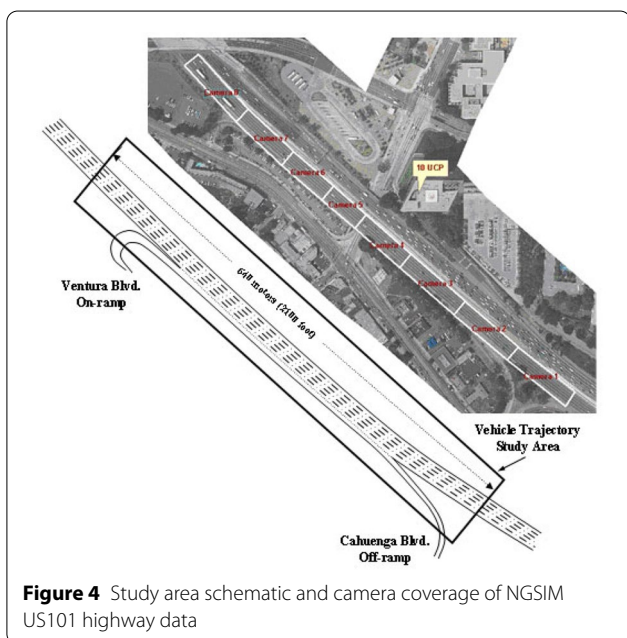 Camera 8
Camera 7
Camera 6
Camera 5
10 UCP
Camera 4
Camera 3
Camera 2
Camera 1
Ventura Blvd.
On-ramp
640 meters (2100 feet)
Vehicle Trajectory
Study Area
Cahuenga Blvd.
Off-ramp
Figure 4 Study area schematic and camera coverage of NGSIM
US101 highway data